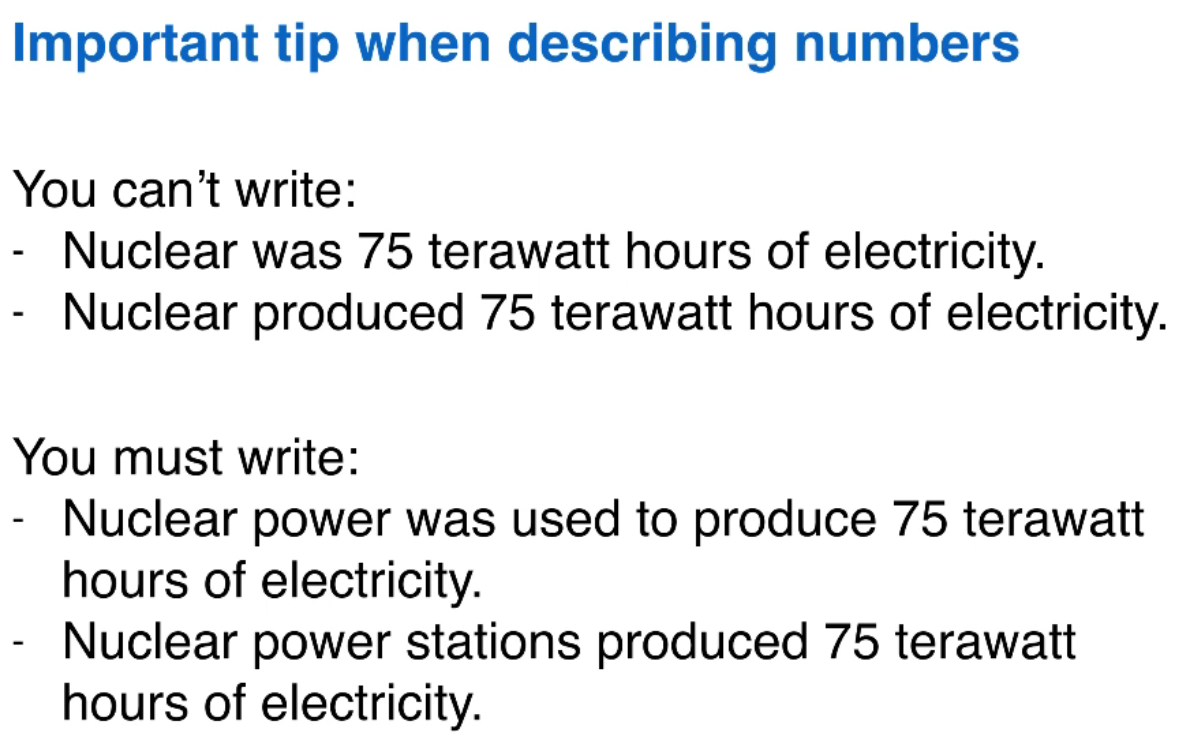 Important tip when describing numbers
You can’t write:
- Nuclear was 75 terawatt hours of electricity.
- Nuclear produced 75 terawatt hours of electricity.
You must write:
- Nuclear power was used to produce 75 terawatt
hours of electricity.
- Nuclear power stations produced 75 terawatt
hours of electricity.